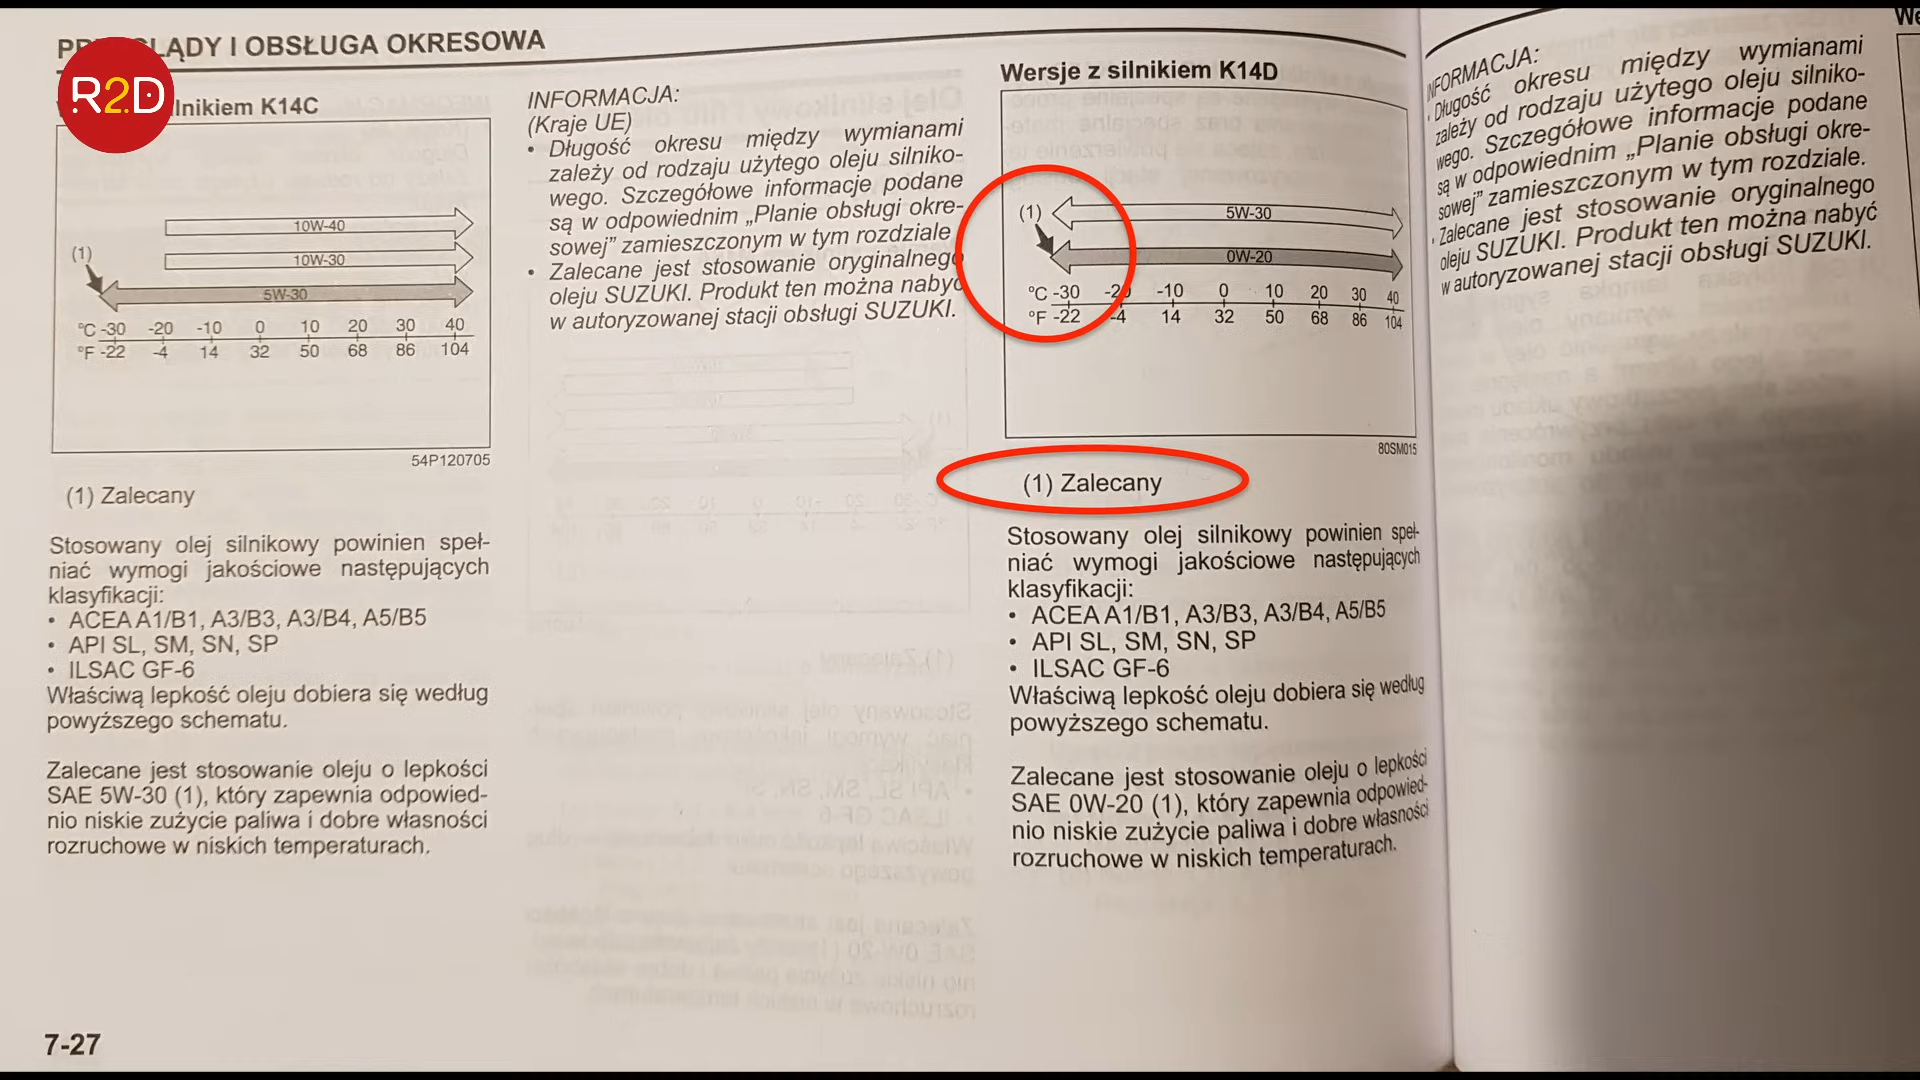 PRZEGLĄDY I OBSŁUGA OKRESOWA
R2D
silnikiem K14C
10W-40
10W-30
(1)
5W-30
°C -30 -20 -10 0 10 20 30 40
°F -22 -4 14 32 50 68 86 104
54P120705
(1) Zalecany
Stosowany olej silnikowy powinien speł-
niać wymogi jakościowe następujących
klasyfikacji:
• ACEA A1/B1, A3/B3, A3/B4, A5/B5
• API SL, SM, SN, SP
• ILSAC GF-6
Właściwą lepkość oleju dobiera się według
powyższego schematu.
Zalecane jest stosowanie oleju o lepkości
SAE 5W-30 (1), który zapewnia odpowied-
nio niskie zużycie paliwa i dobre własności
rozruchowe w niskich temperaturach.
7-27
INFORMACJA:
(Kraje UE)
• Długość okresu między wymianami
zależy od rodzaju użytego oleju silniko-
wego. Szczegółowe informacje podane
są w odpowiednim „Planie obsługi okre-
sowej” zamieszczonym w tym rozdziale
• Zalecane jest stosowanie oryginalnego
oleju SUZUKI. Produkt ten można nabyć
w autoryzowanej stacji obsługi SUZUKI.
Wersje z silnikiem K14D
(1)
5W-30
0W-20
°C -30 -20 -10 0 10 20 30 40
°F -22 -4 14 32 50 68 86 104
80SM015
(1) Zalecany
Stosowany olej silnikowy powinien speł-
niać wymogi jakościowe następujących
klasyfikacji:
• ACEA A1/B1, A3/B3, A3/B4, A5/B5
• API SL, SM, SN, SP
• ILSAC GF-6
Właściwą lepkość oleju dobiera się według
powyższego schematu.
Zalecane jest stosowanie oleju o lepkości
SAE 0W-20 (1), który zapewnia odpowied-
nio niskie zużycie paliwa i dobre własności
rozruchowe w niskich temperaturach.
INFORMACJA:
• Długość okresu między wymianami
zależy od rodzaju użytego oleju silniko-
wego. Szczegółowe informacje podane
są w odpowiednim „Planie obsługi okre-
sowej” zamieszczonym w tym rozdziale.
• Zalecane jest stosowanie oryginalnego
oleju SUZUKI. Produkt ten można nabyć
w autoryzowanej stacji obsługi SUZUKI.